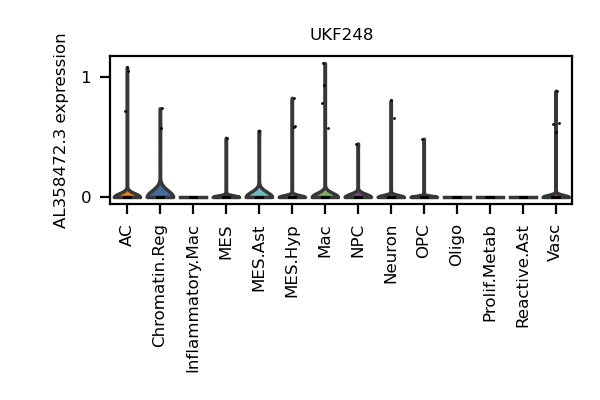 UKF248
AL358472.3 expression
1
0
AC
Chromatin.Reg
Inflammatory.Mac
MES
MES.Ast
MES.Hyp
Mac
NPC
Neuron
OPC
Oligo
Prolif.Metab
Reactive.Ast
Vasc